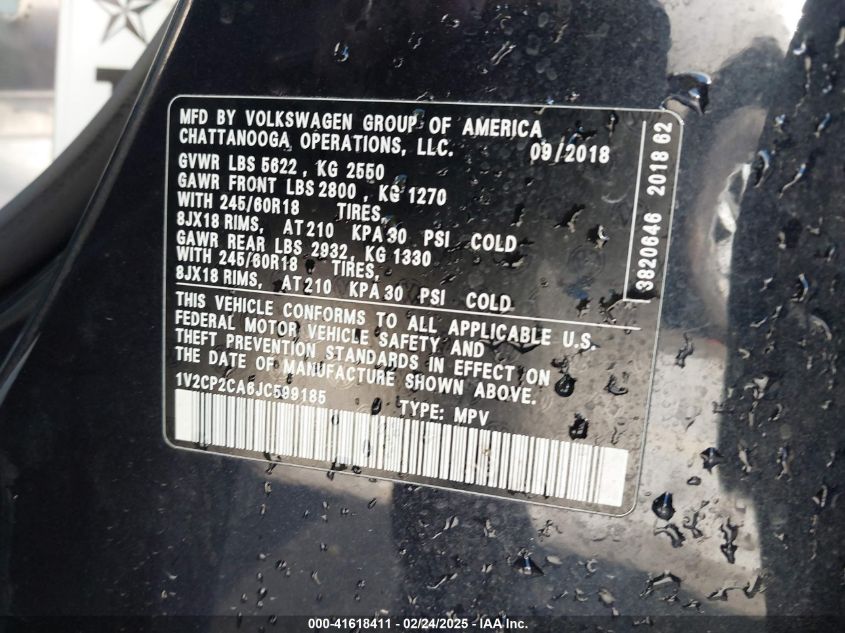 MFD BY VOLKSWAGEN GROUP OF AMERICA
CHATTANOOGA OPERATIONS, LLC. 09/2018
GVWR LBS 5622 , KG 2550
GAWR FRONT LBS 2800 , KG 1270
WITH 245/60R18 TIRES,
8JX18 RIMS, AT 210 KPA 30 PSI COLD
GAWR REAR LBS 2932, KG 1330
WITH 245/60R18 TIRES,
8JX18 RIMS, AT 210 KPA 30 PSI COLD
THIS VEHICLE CONFORMS TO ALL APPLICABLE U.S.
FEDERAL MOTOR VEHICLE SAFETY AND
THEFT PREVENTION STANDARDS IN EFFECT ON
THE DATE OF MANUFACTURE SHOWN ABOVE.
1V2CP2CA6JC599185 TYPE: MPV
3820646 2018 62
000-41618411 - 02/24/2025 - IAA Inc.